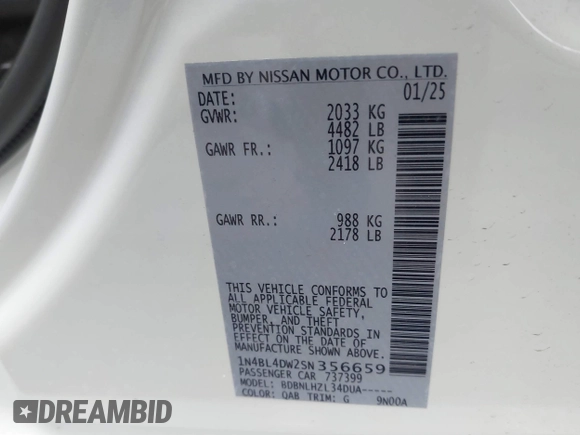 MFD BY NISSAN MOTOR CO., LTD.
DATE: 01/25
GVWR: 2033 KG
4482 LB
GAWR FR.: 1097 KG
2418 LB
GAWR RR.: 988 KG
2178 LB
THIS VEHICLE CONFORMS TO
ALL APPLICABLE FEDERAL
MOTOR VEHICLE SAFETY,
BUMPER, AND THEFT
PREVENTION STANDARDS IN
EFFECT ON THE DATE OF
MANUFACTURE SHOWN ABOVE.
1N4BL4DW2SN356659
PASSENGER CAR 737399
MODEL: BDBNLHZL34DUA-----
COLOR: QAB TRIM: G 9N00A
DREAMBID